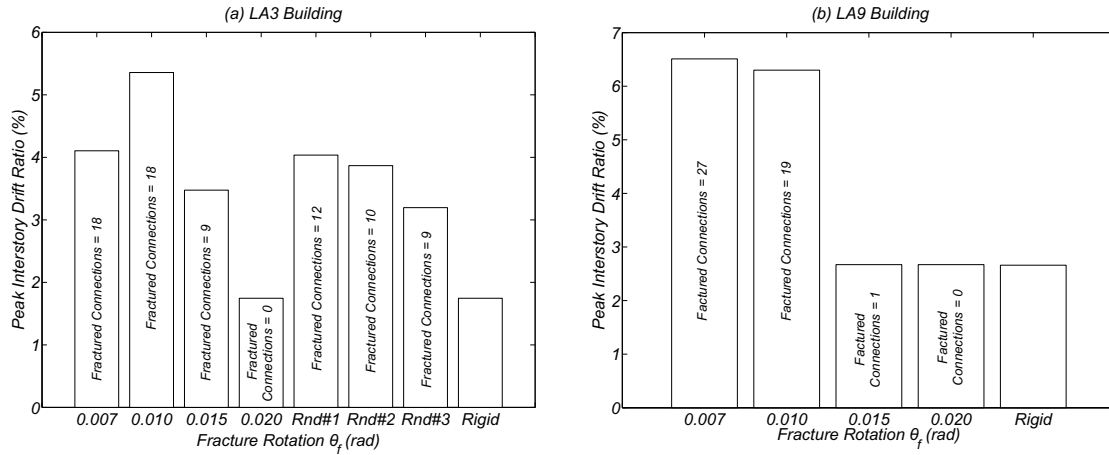 (a) LA3 Building
Peak Interstory Drift Ratio (%)
6
5
4
3
2
1
0
Fractured Connections = 18
Fractured Connections = 18
Fractured Connections = 9
Fractured
Connections = 0
Fractured Connections = 12
Fractured Connections = 10
Fractured Connections = 9
0.007 0.010 0.015 0.020 Rnd#1 Rnd#2 Rnd#3 Rigid
Fracture Rotation θf (rad)
(b) LA9 Building
Peak Interstory Drift Ratio (%)
7
6
5
4
3
2
1
0
Factured Connections = 27
Factured Connections = 19
Factured
Connections = 1
Factured
Connections = 0
0.007 0.010 0.015 0.020 Rigid
Fracture Rotation θf (rad)